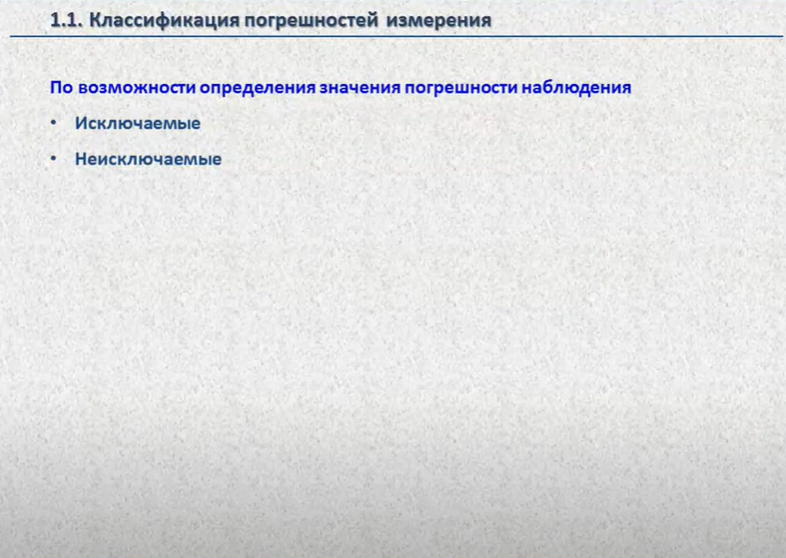 1.1. Классификация погрешностей измерения
По возможности определения значения погрешности наблюдения
• Исключаемые
• Неисключаемые